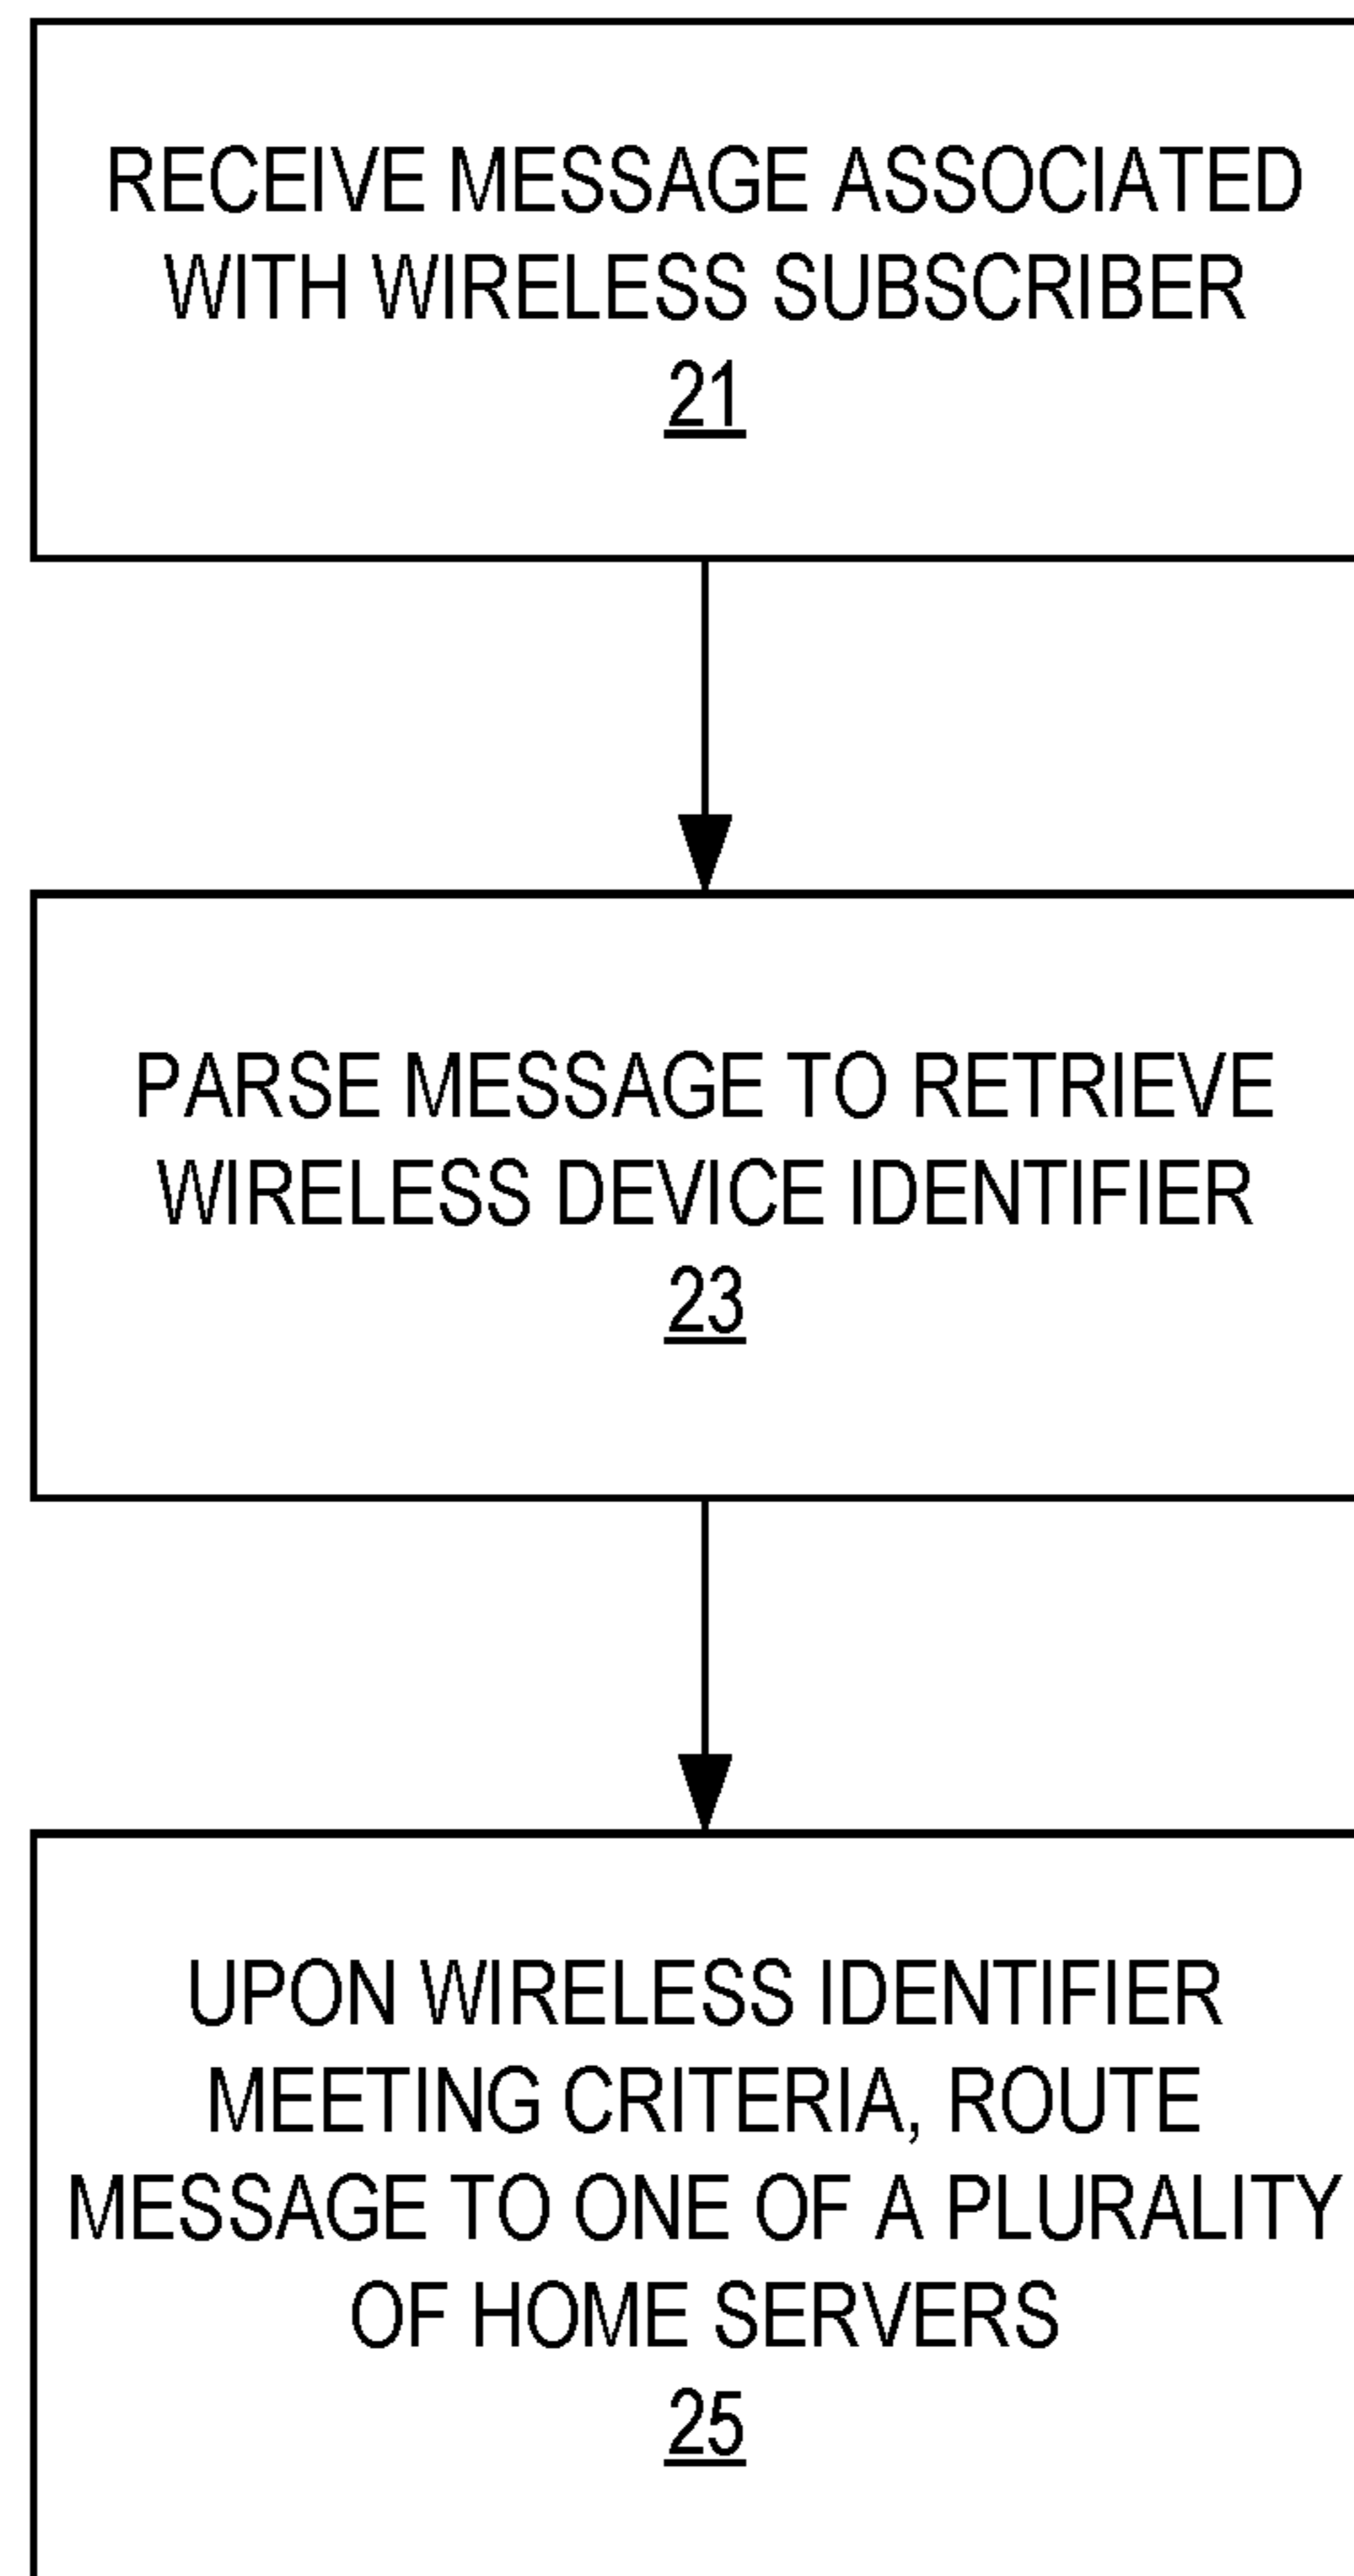 RECEIVE MESSAGE ASSOCIATED
WITH WIRELESS SUBSCRIBER
21
PARSE MESSAGE TO RETRIEVE
WIRELESS DEVICE IDENTIFIER
23
UPON WIRELESS IDENTIFIER
MEETING CRITERIA, ROUTE
MESSAGE TO ONE OF A PLURALITY
OF HOME SERVERS
25